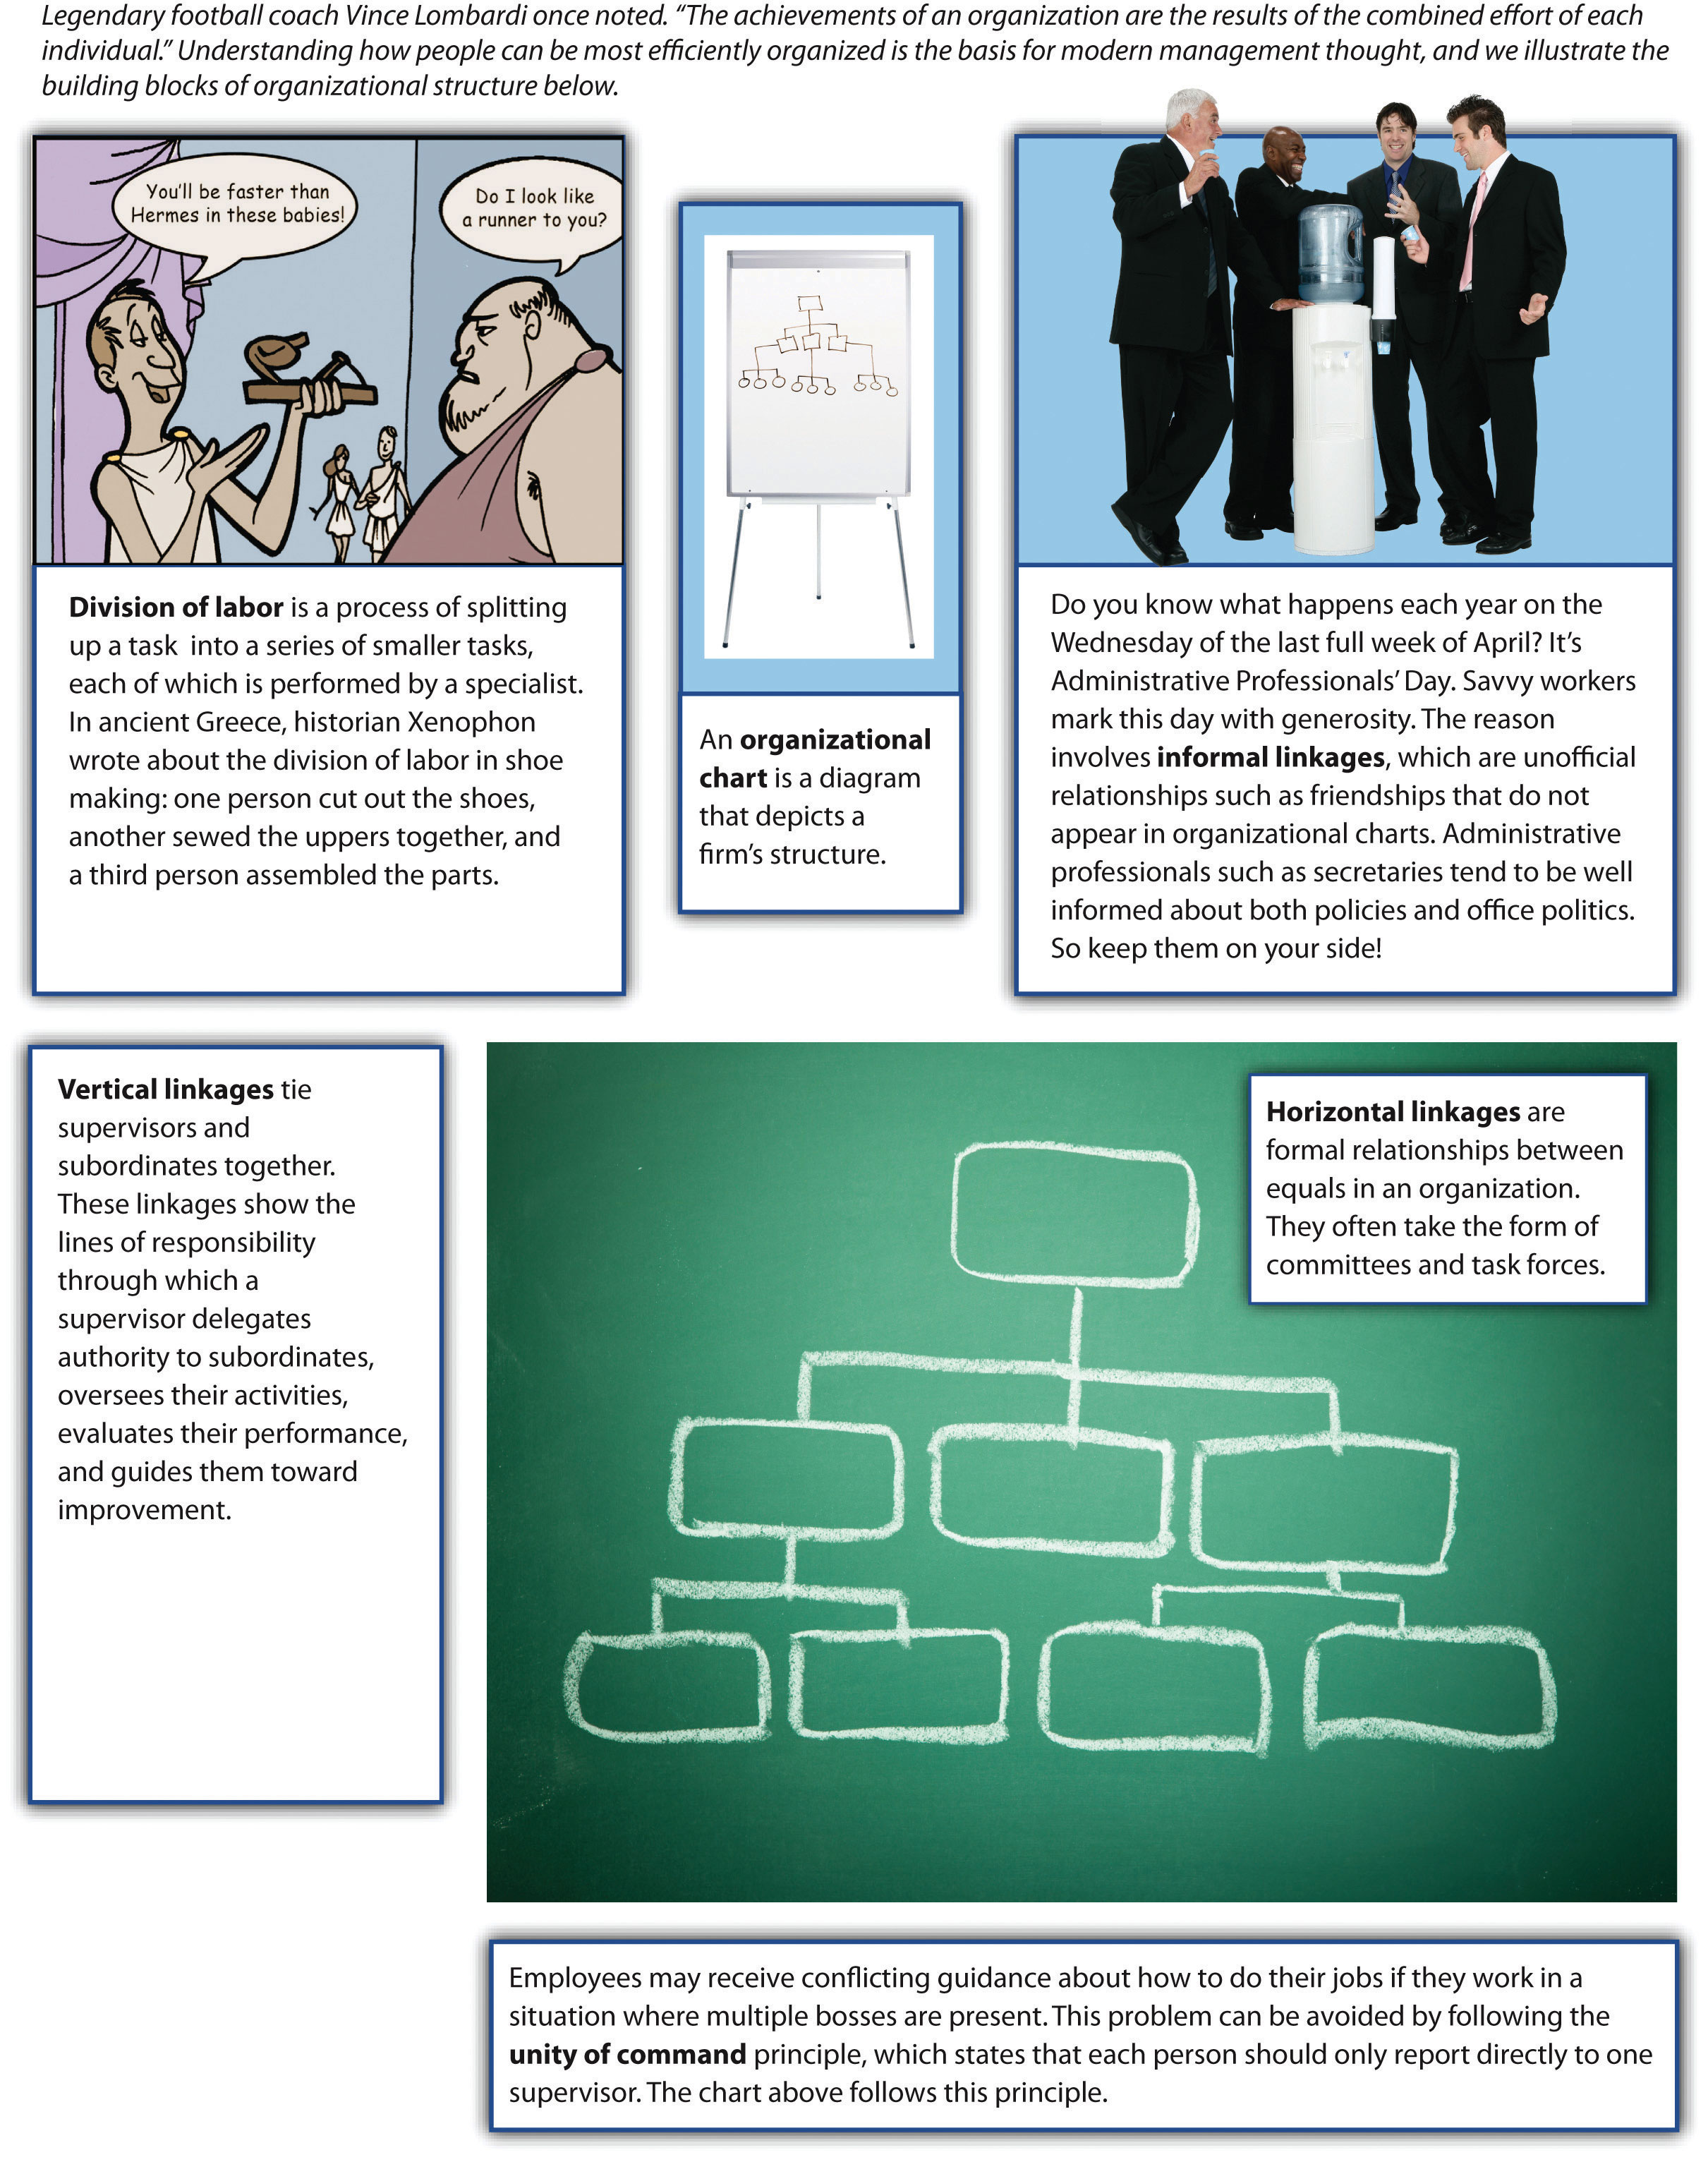 Legendary football coach Vince Lombardi once noted. “The achievements of an organization are the results of the combined effort of each
individual.” Understanding how people can be most efficiently organized is the basis for modern management thought, and we illustrate the
building blocks of organizational structure below.
You'll be faster than
Hermes in these babies!
Do I look like
a runner to you?
Division of labor is a process of splitting
up a task into a series of smaller tasks,
each of which is performed by a specialist.
In ancient Greece, historian Xenophon
wrote about the division of labor in shoe
making: one person cut out the shoes,
another sewed the uppers together, and
a third person assembled the parts.
An organizational
chart is a diagram
that depicts a
firm’s structure.
Do you know what happens each year on the
Wednesday of the last full week of April? It’s
Administrative Professionals’ Day. Savvy workers
mark this day with generosity. The reason
involves informal linkages, which are unofficial
relationships such as friendships that do not
appear in organizational charts. Administrative
professionals such as secretaries tend to be well
informed about both policies and office politics.
So keep them on your side!
Vertical linkages tie
supervisors and
subordinates together.
These linkages show the
lines of responsibility
through which a
supervisor delegates
authority to subordinates,
oversees their activities,
evaluates their performance,
and guides them toward
improvement.
Horizontal linkages are
formal relationships between
equals in an organization.
They often take the form of
committees and task forces.
Employees may receive conflicting guidance about how to do their jobs if they work in a
situation where multiple bosses are present. This problem can be avoided by following the
unity of command principle, which states that each person should only report directly to one
supervisor. The chart above follows this principle.